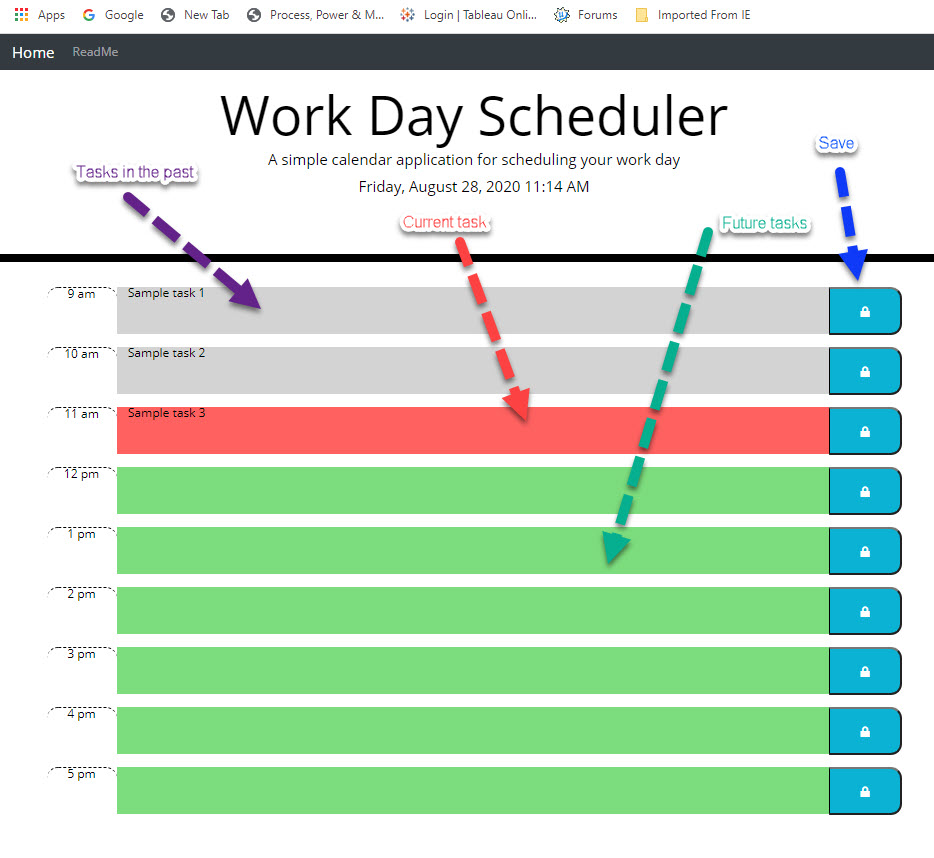 Apps Google New Tab Process, Power & M... Login | Tableau Onli... Forums Imported From IE
Home ReadMe
Work Day Scheduler
A simple calendar application for scheduling your work day
Friday, August 28, 2020 11:14 AM
Save
Tasks in the past
Current task
Future tasks
9 am Sample task 1
10 am Sample task 2
11 am Sample task 3
12 pm
1 pm
2 pm
3 pm
4 pm
5 pm